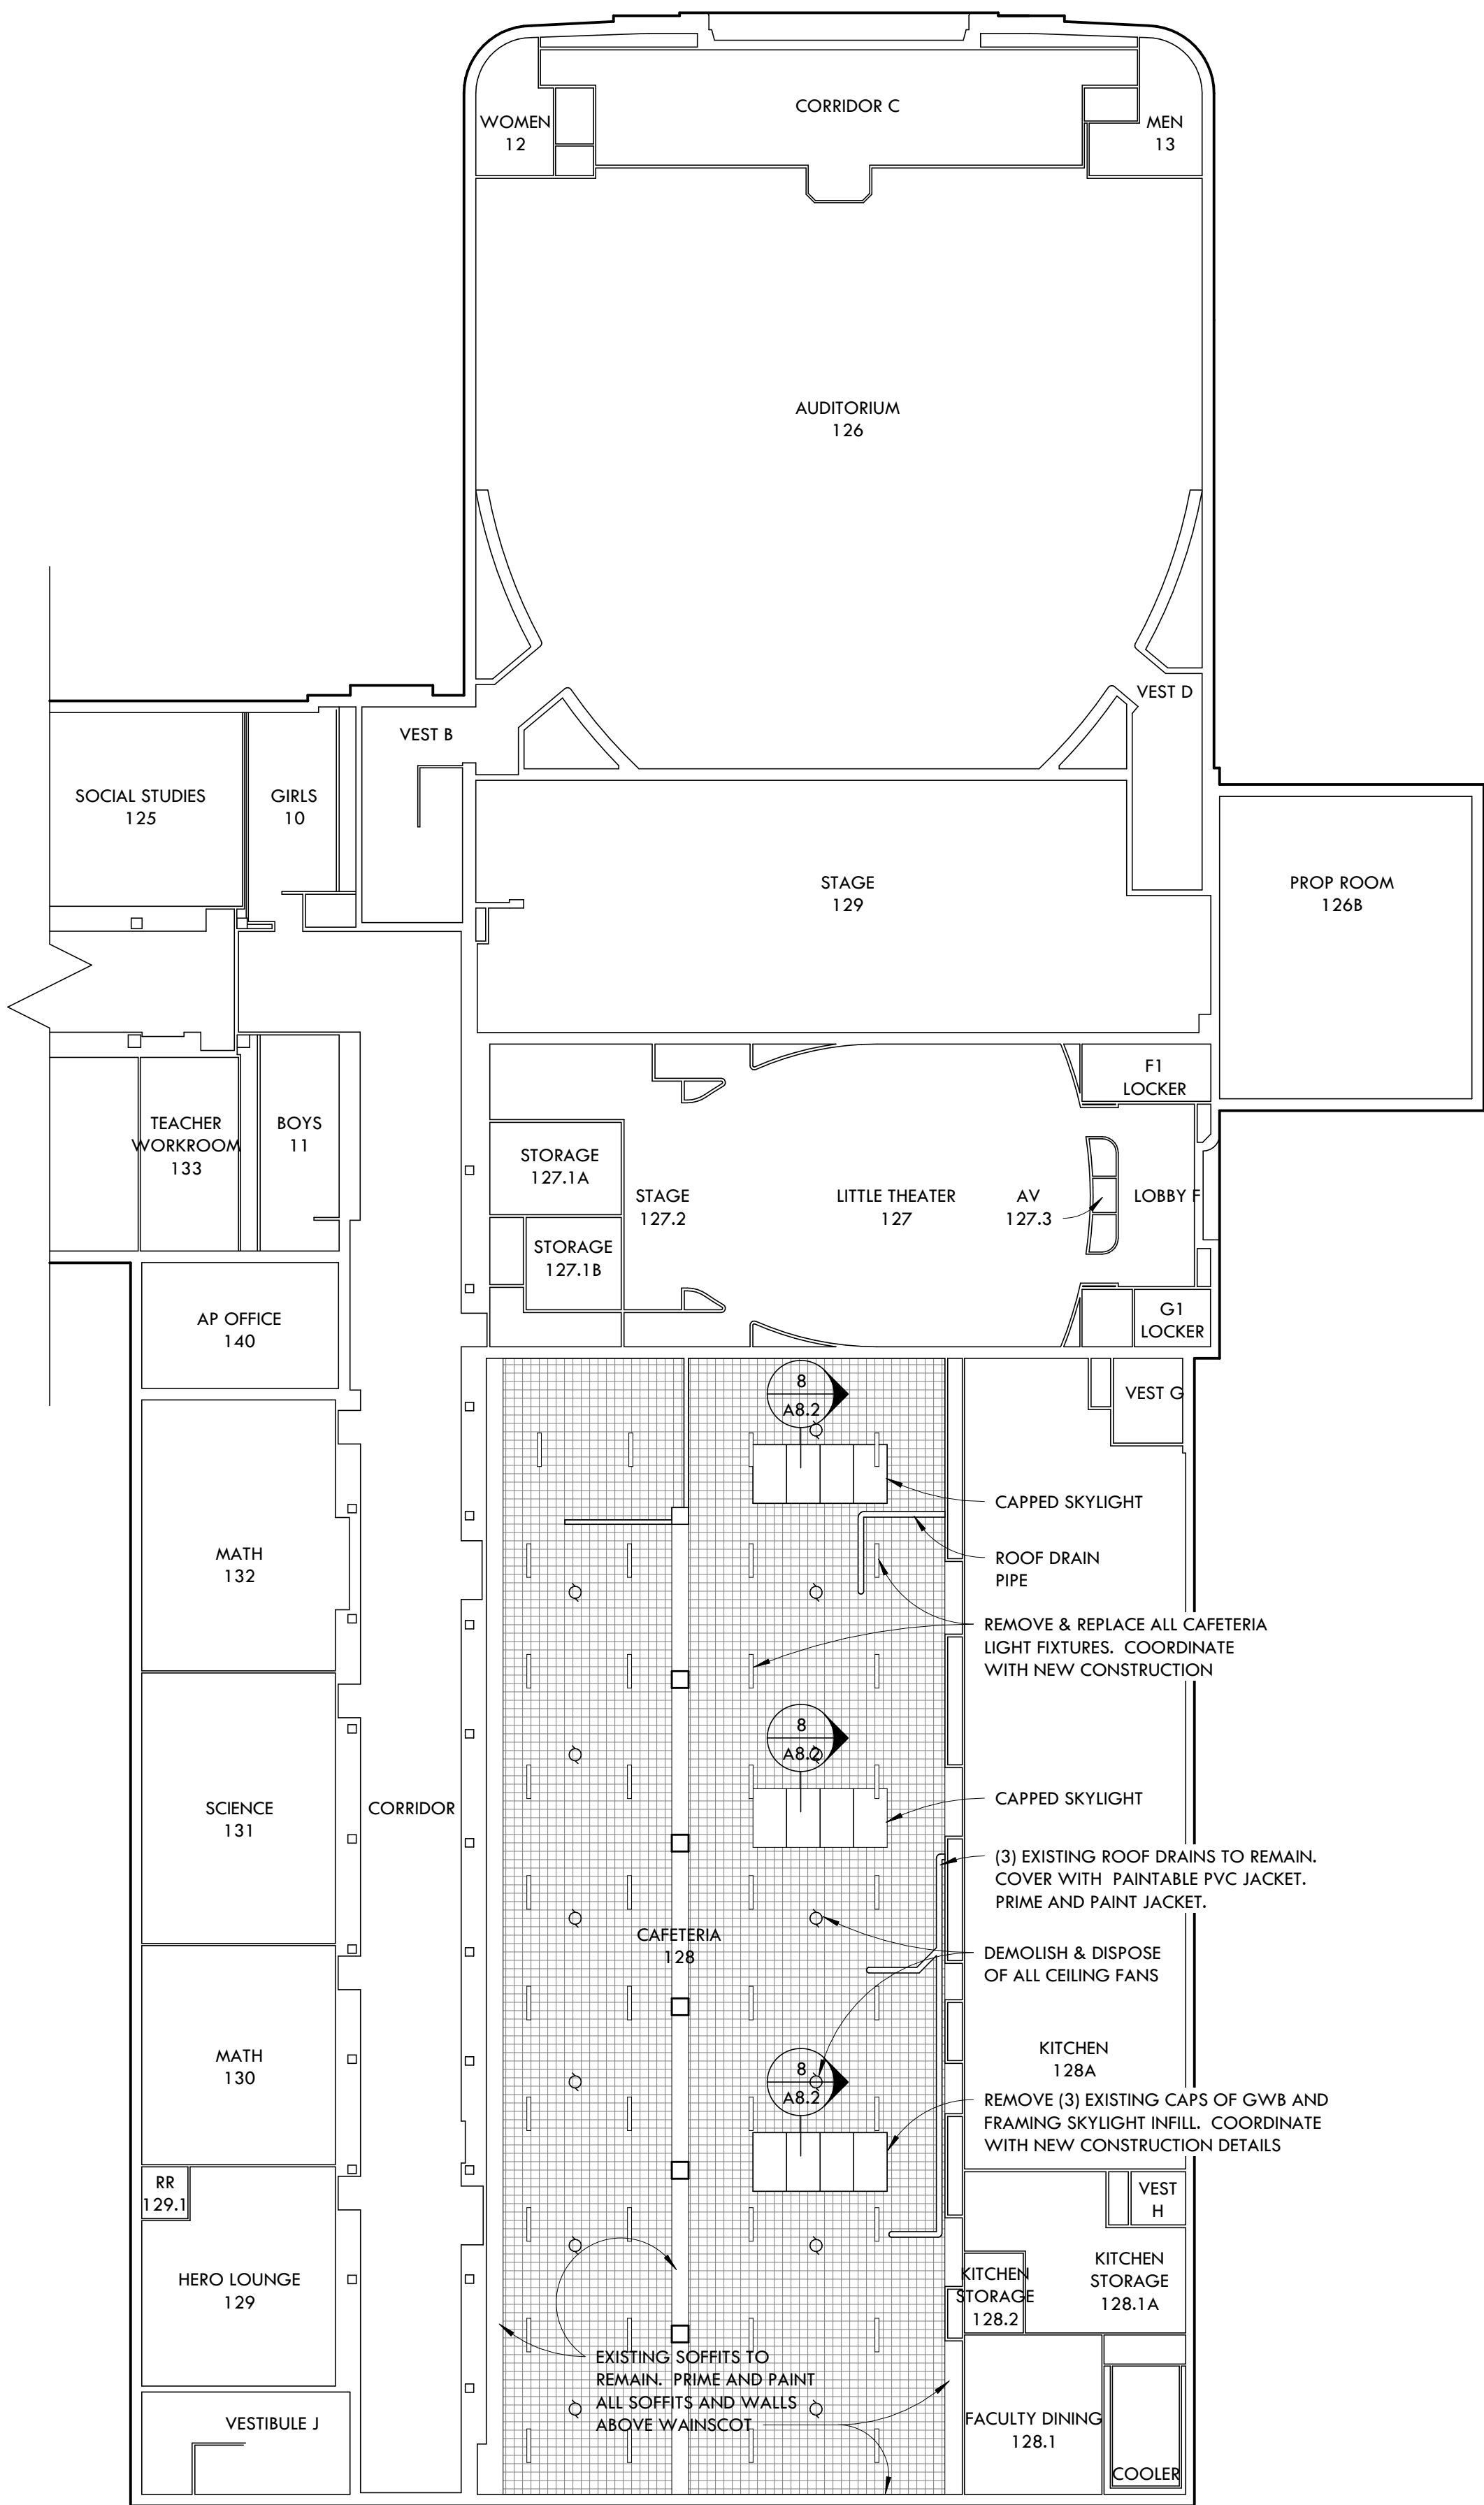 CORRIDOR C
WOMEN
12
MEN
13
AUDITORIUM
126
VEST D
VEST B
SOCIAL STUDIES
125
GIRLS
10
STAGE
129
PROP ROOM
126B
F1
LOCKER
TEACHER
WORKROOM
133
BOYS
11
STORAGE
127.1A
STAGE
127.2
LITTLE THEATER
127
AV
127.3
LOBBY F
STORAGE
127.1B
AP OFFICE
140
G1
LOCKER
8
A8.2
VEST G
CAPPED SKYLIGHT
MATH
132
ROOF DRAIN
PIPE
REMOVE & REPLACE ALL CAFETERIA
LIGHT FIXTURES. COORDINATE
WITH NEW CONSTRUCTION
8
A8.2
CAPPED SKYLIGHT
SCIENCE
131
CORRIDOR
(3) EXISTING ROOF DRAINS TO REMAIN.
COVER WITH PAINTABLE PVC JACKET.
PRIME AND PAINT JACKET.
CAFETERIA
128
DEMOLISH & DISPOSE
OF ALL CEILING FANS
MATH
130
KITCHEN
128A
8
A8.2
REMOVE (3) EXISTING CAPS OF GWB AND
FRAMING SKYLIGHT INFILL. COORDINATE
WITH NEW CONSTRUCTION DETAILS
RR
129.1
VEST
H
HERO LOUNGE
129
KITCHEN
STORAGE
128.2
KITCHEN
STORAGE
128.1A
EXISTING SOFFITS TO
REMAIN. PRIME AND PAINT
ALL SOFFITS AND WALLS
ABOVE WAINSCOT
VESTIBULE J
FACULTY DINING
128.1
COOLER